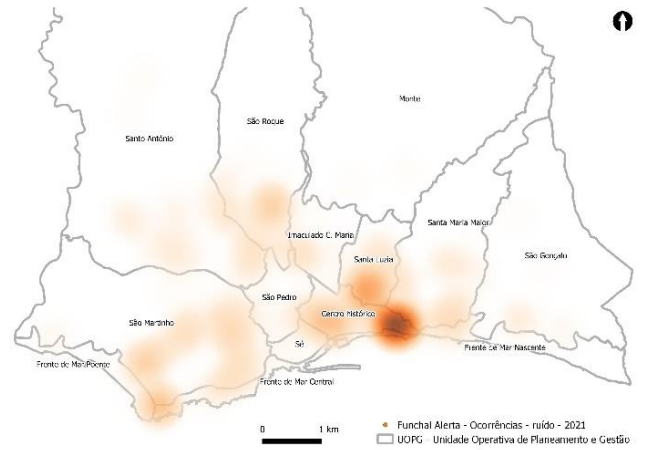 Monte
São Roque
Santo António
Santa Maria Maior
Imaculado C. Maria
São Gonçalo
Santa Luzia
São Pedro
Centro histórico
São Martinho
Sé
Frente de Mar Nascente
Frente de Mar Poente
Frente de Mar Central
0 1 km
Funchal Alerta - Ocorrências - ruído - 2021
UOPG - Unidade Operativa de Planeamento e Gestão